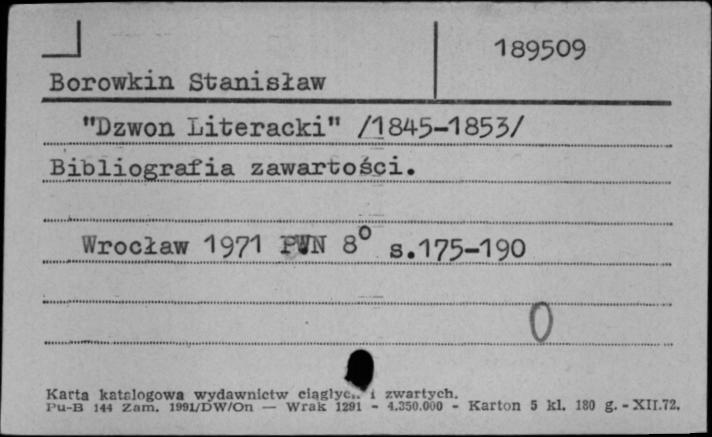 189509
Borowkin Stanisław
"Dzwon Literacki" /1845-1853/
Bibliografia zawartości.
Wrocław 1971 PWN 8° s.175-190
0
Karta katalogowa wydawnictw ciągłych i zwartych.
Pu-B 144 Zam. 1991/DW/On — Wrak 1291 - 4.350.000 - Karton 5 kl. 180 g. - XII.72.